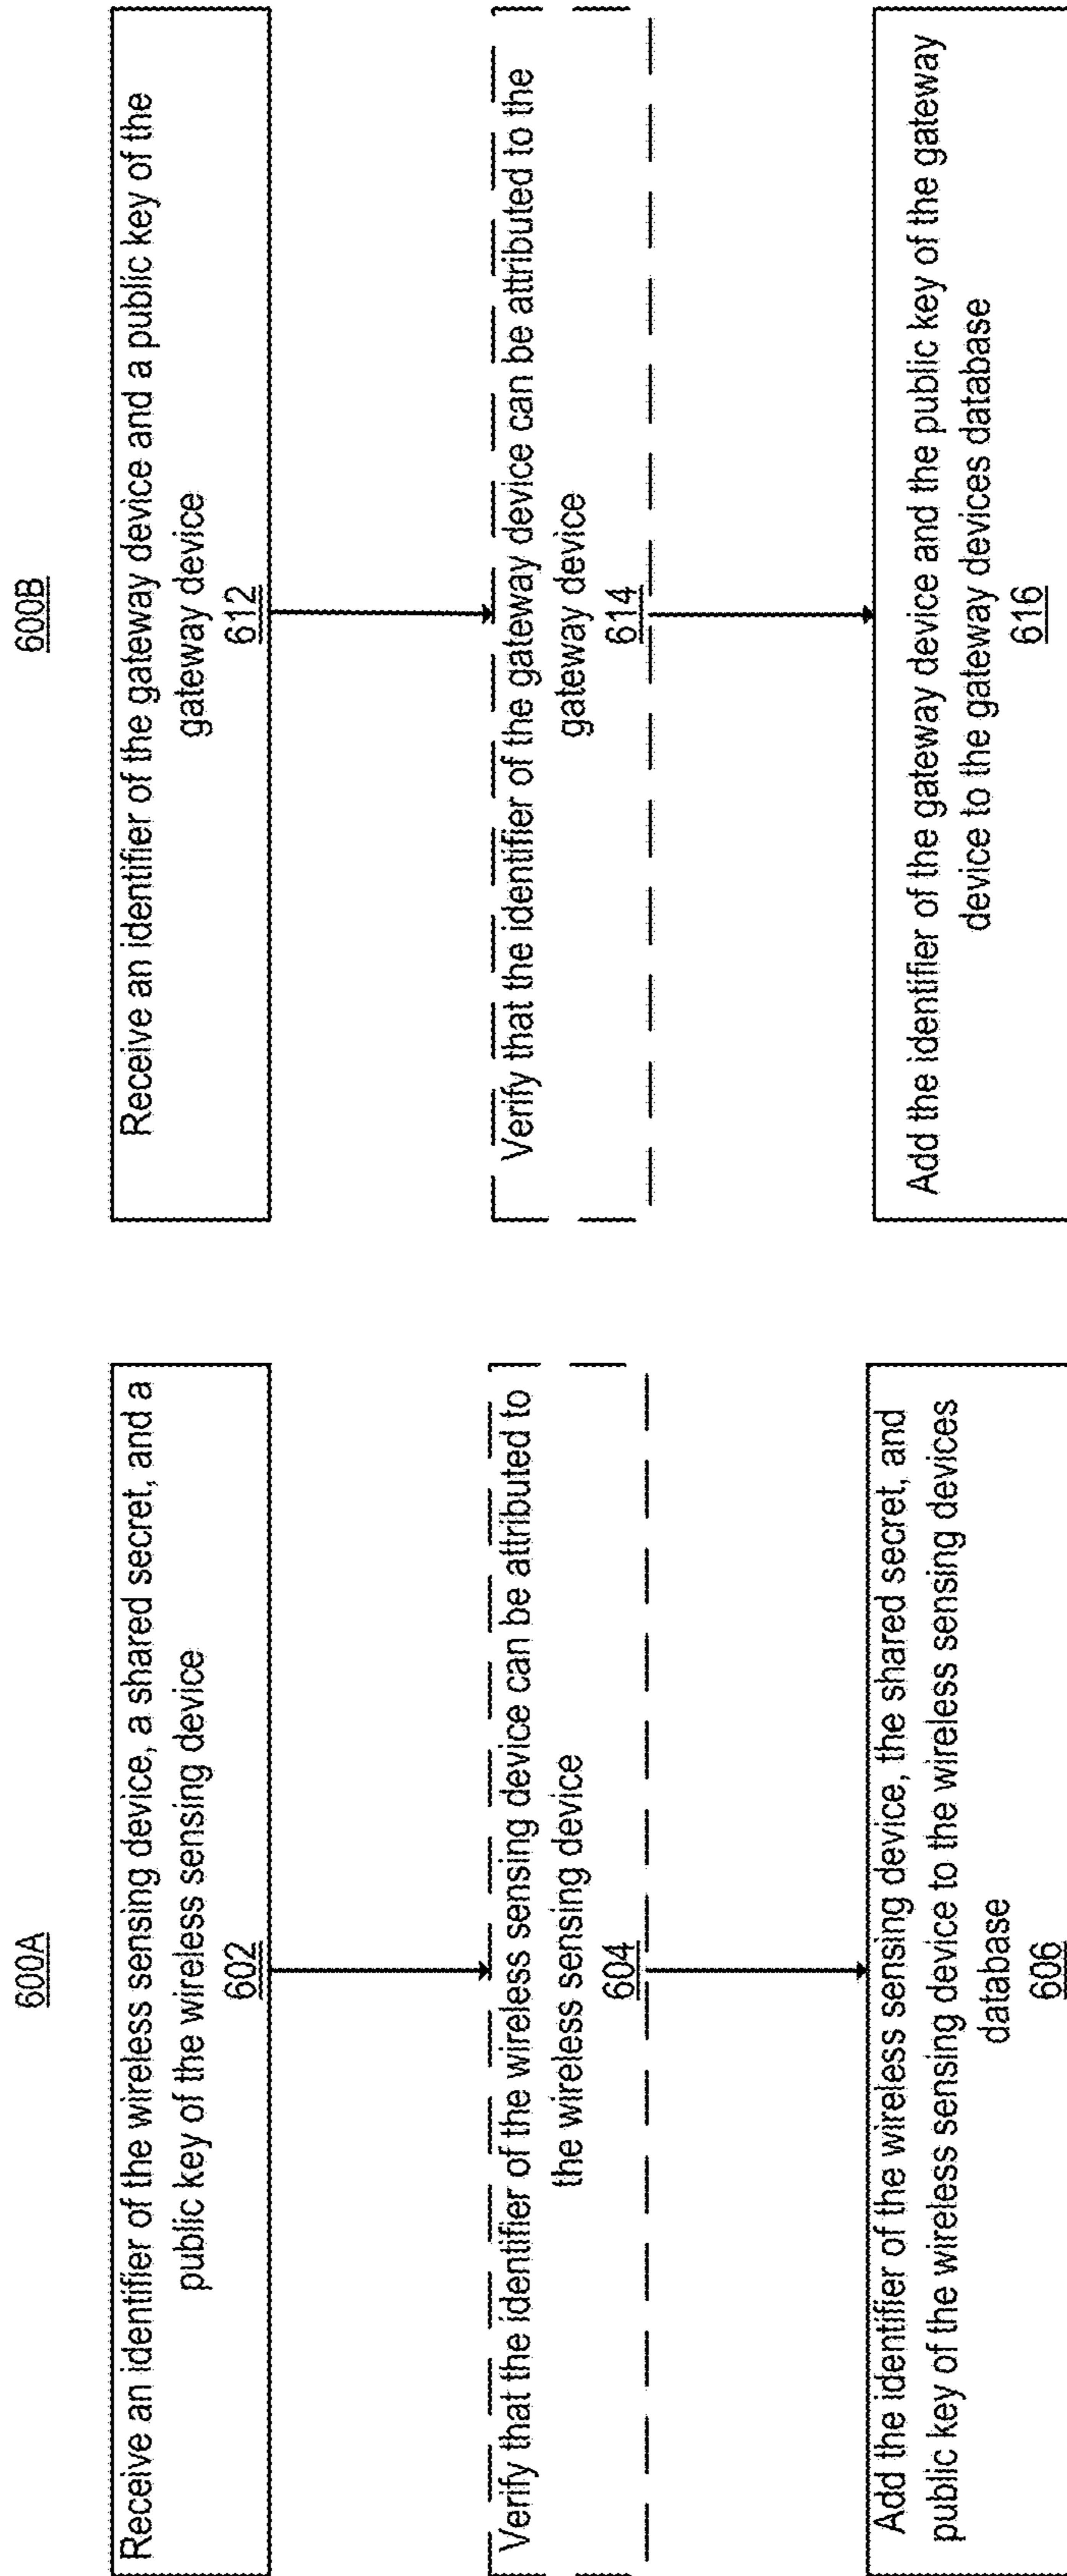 600A
Receive an identifier of the wireless sensing device, a shared secret, and a
public key of the wireless sensing device
602
Verify that the identifier of the wireless sensing device can be attributed to
the wireless sensing device
604
Add the identifier of the wireless sensing device, the shared secret, and
public key of the wireless sensing device to the wireless sensing devices
database
606
600B
Receive an identifier of the gateway device and a public key of the
gateway device
612
Verify that the identifier of the gateway device can be attributed to the
gateway device
614
Add the identifier of the gateway device and the public key of the gateway
device to the gateway devices database
616